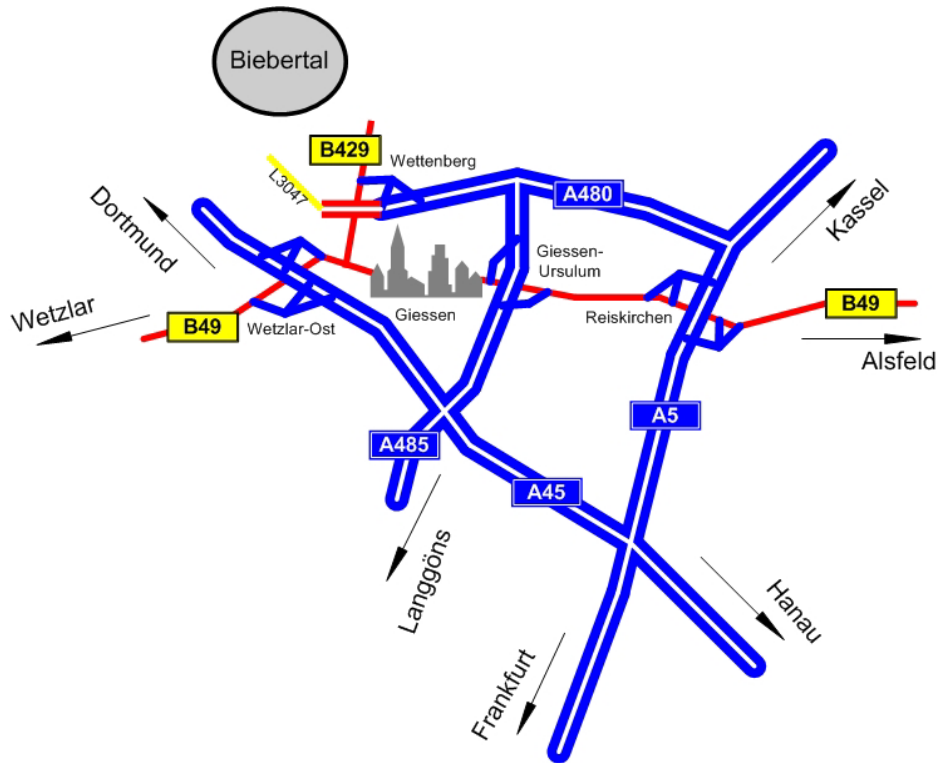 Biebertal
B429
Wettenberg
L3047
A480
Dortmund
Kassel
Giessen-
Ursulum
Wetzlar
B49
Wetzlar-Ost
Giessen
Reiskirchen
B49
Alsfeld
A485
A5
A45
Langgöns
Hanau
Frankfurt